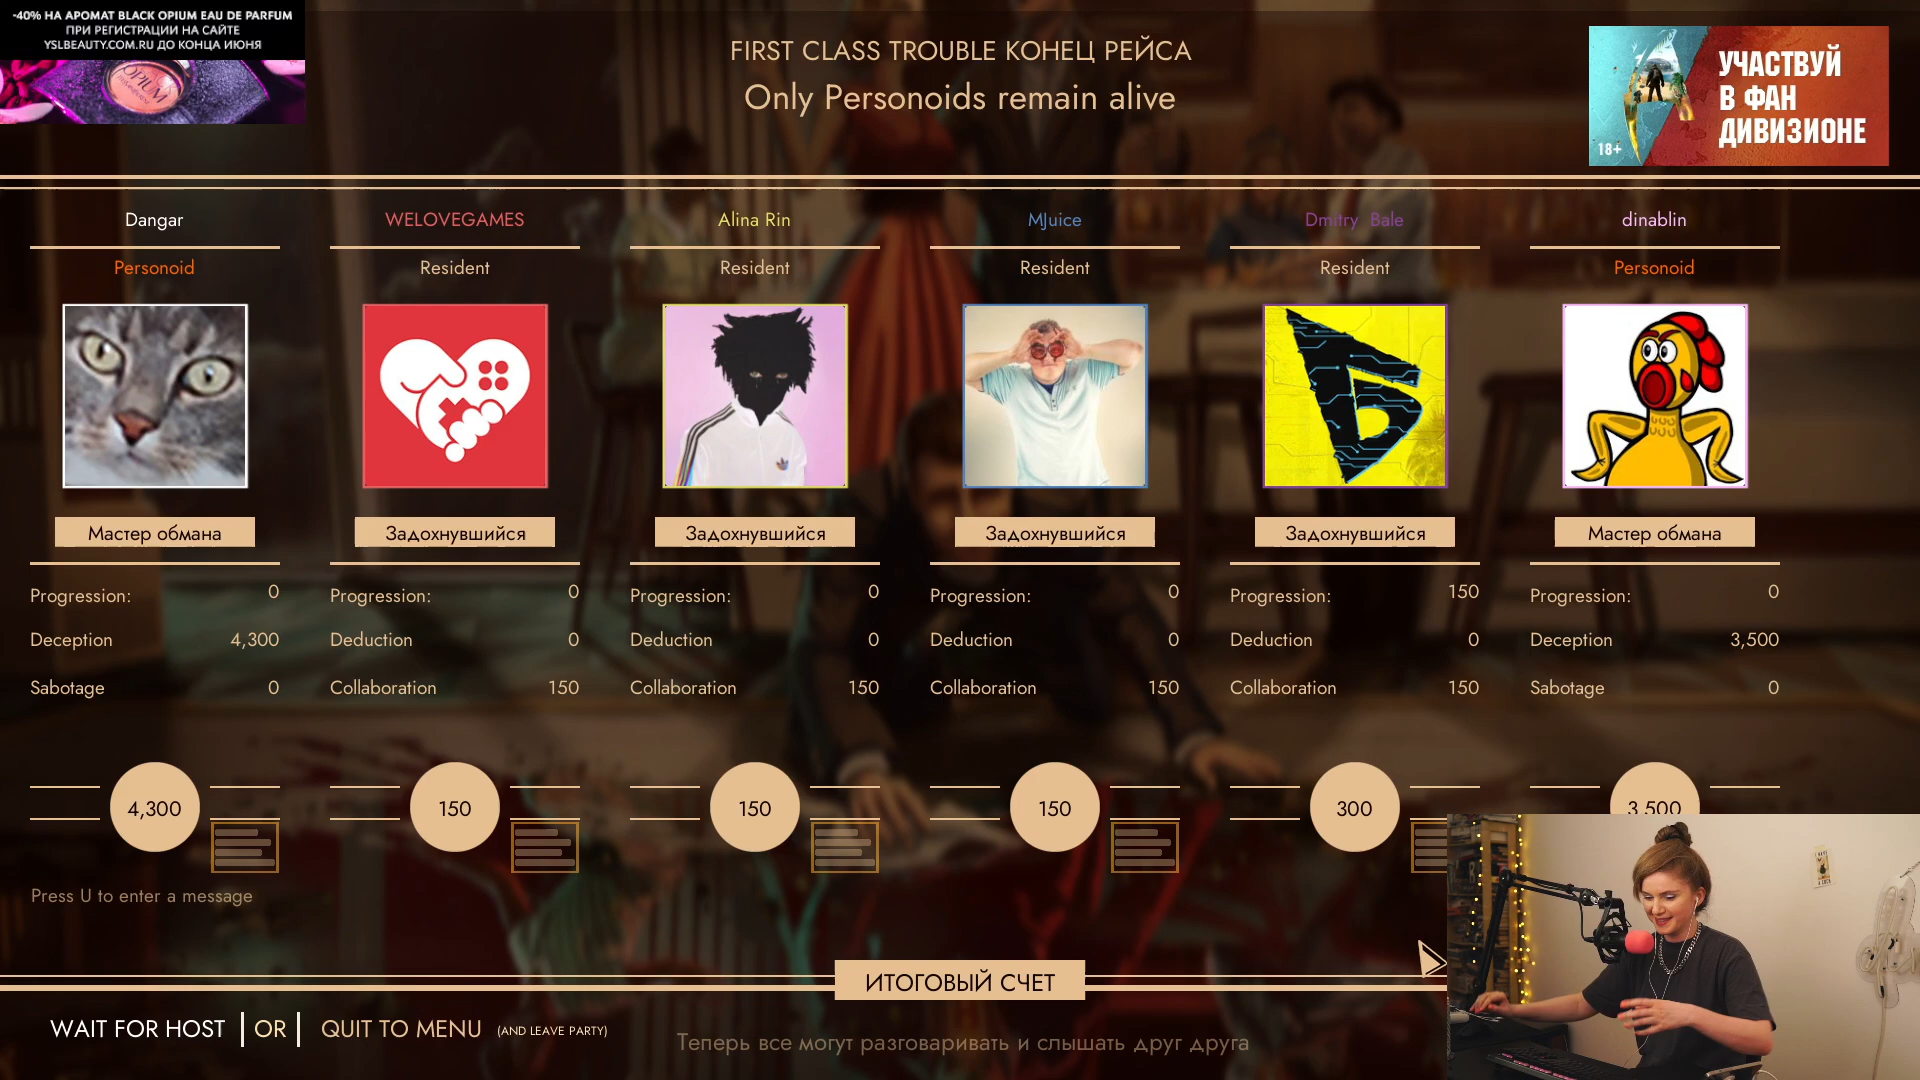 -40% НА АРОМАТ BLACK OPIUM EAU DE PARFUM
ПРИ РЕГИСТРАЦИИ НА САЙТЕ
YSLBEAUTY.COM.RU ДО КОНЦА ИЮНЯ
OPIUM
FIRST CLASS TROUBLE КОНЕЦ РЕЙСА
Only Personoids remain alive
УЧАСТВУЙ
В ФАН
ДИВИЗИОНЕ
18+
Dangar WELOVEGAMES Alina Rin MJuice Dmitry Bale dinablin
Personoid Resident Resident Resident Resident Personoid
Мастер обмана Задохнувшийся Задохнувшийся Задохнувшийся Задохнувшийся Мастер обмана
Progression: 0 Progression: 0 Progression: 0 Progression: 0 Progression: 150 Progression: 0
Deception 4,300 Deduction 0 Deduction 0 Deduction 0 Deduction 0 Deception 3,500
Sabotage 0 Collaboration 150 Collaboration 150 Collaboration 150 Collaboration 150 Sabotage 0
4,300 150 150 150 300 3,500
Press U to enter a message
ИТОГОВЫЙ СЧЕТ
WAIT FOR HOST OR QUIT TO MENU (AND LEAVE PARTY)
Теперь все могут разговаривать и слышать друг друга